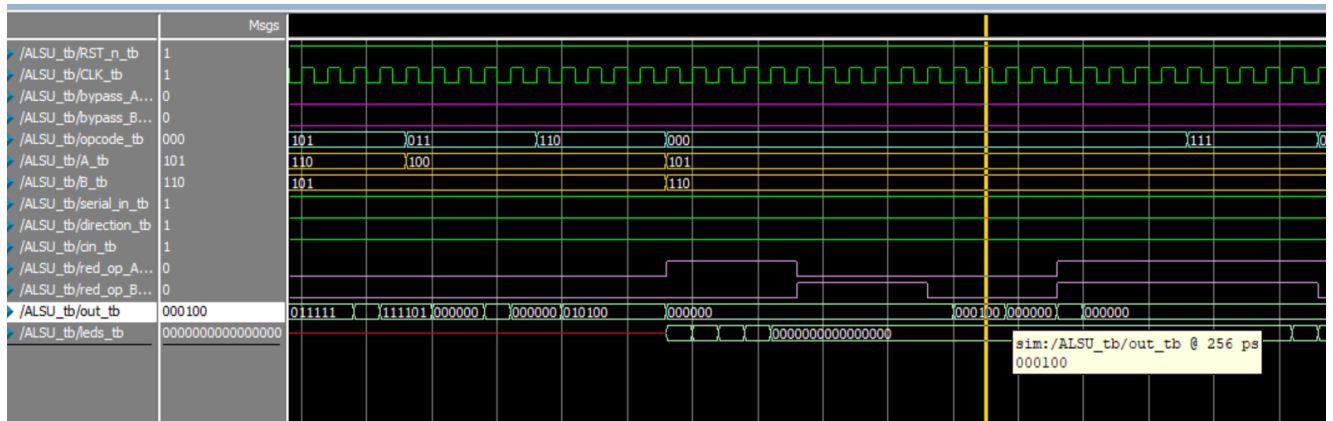 Msgs
/ALSU_tb/RST_n_tb 1
/ALSU_tb/CLK_tb 1
/ALSU_tb/bypass_A... 0
/ALSU_tb/bypass_B... 0
/ALSU_tb/opcode_tb 000 101 011 110 000 111 0
/ALSU_tb/A_tb 101 110 100 101
/ALSU_tb/B_tb 110 101 110
/ALSU_tb/serial_in_tb 1
/ALSU_tb/direction_tb 1
/ALSU_tb/cin_tb 1
/ALSU_tb/red_op_A... 0
/ALSU_tb/red_op_B... 0
/ALSU_tb/out_tb 000100 011111 111101 000000 000000 010100 000000 000100 000000 000000
/ALSU_tb/leds_tb 0000000000000000 0000000000000000
sim:/ALSU_tb/out_tb @ 256 ps
000100